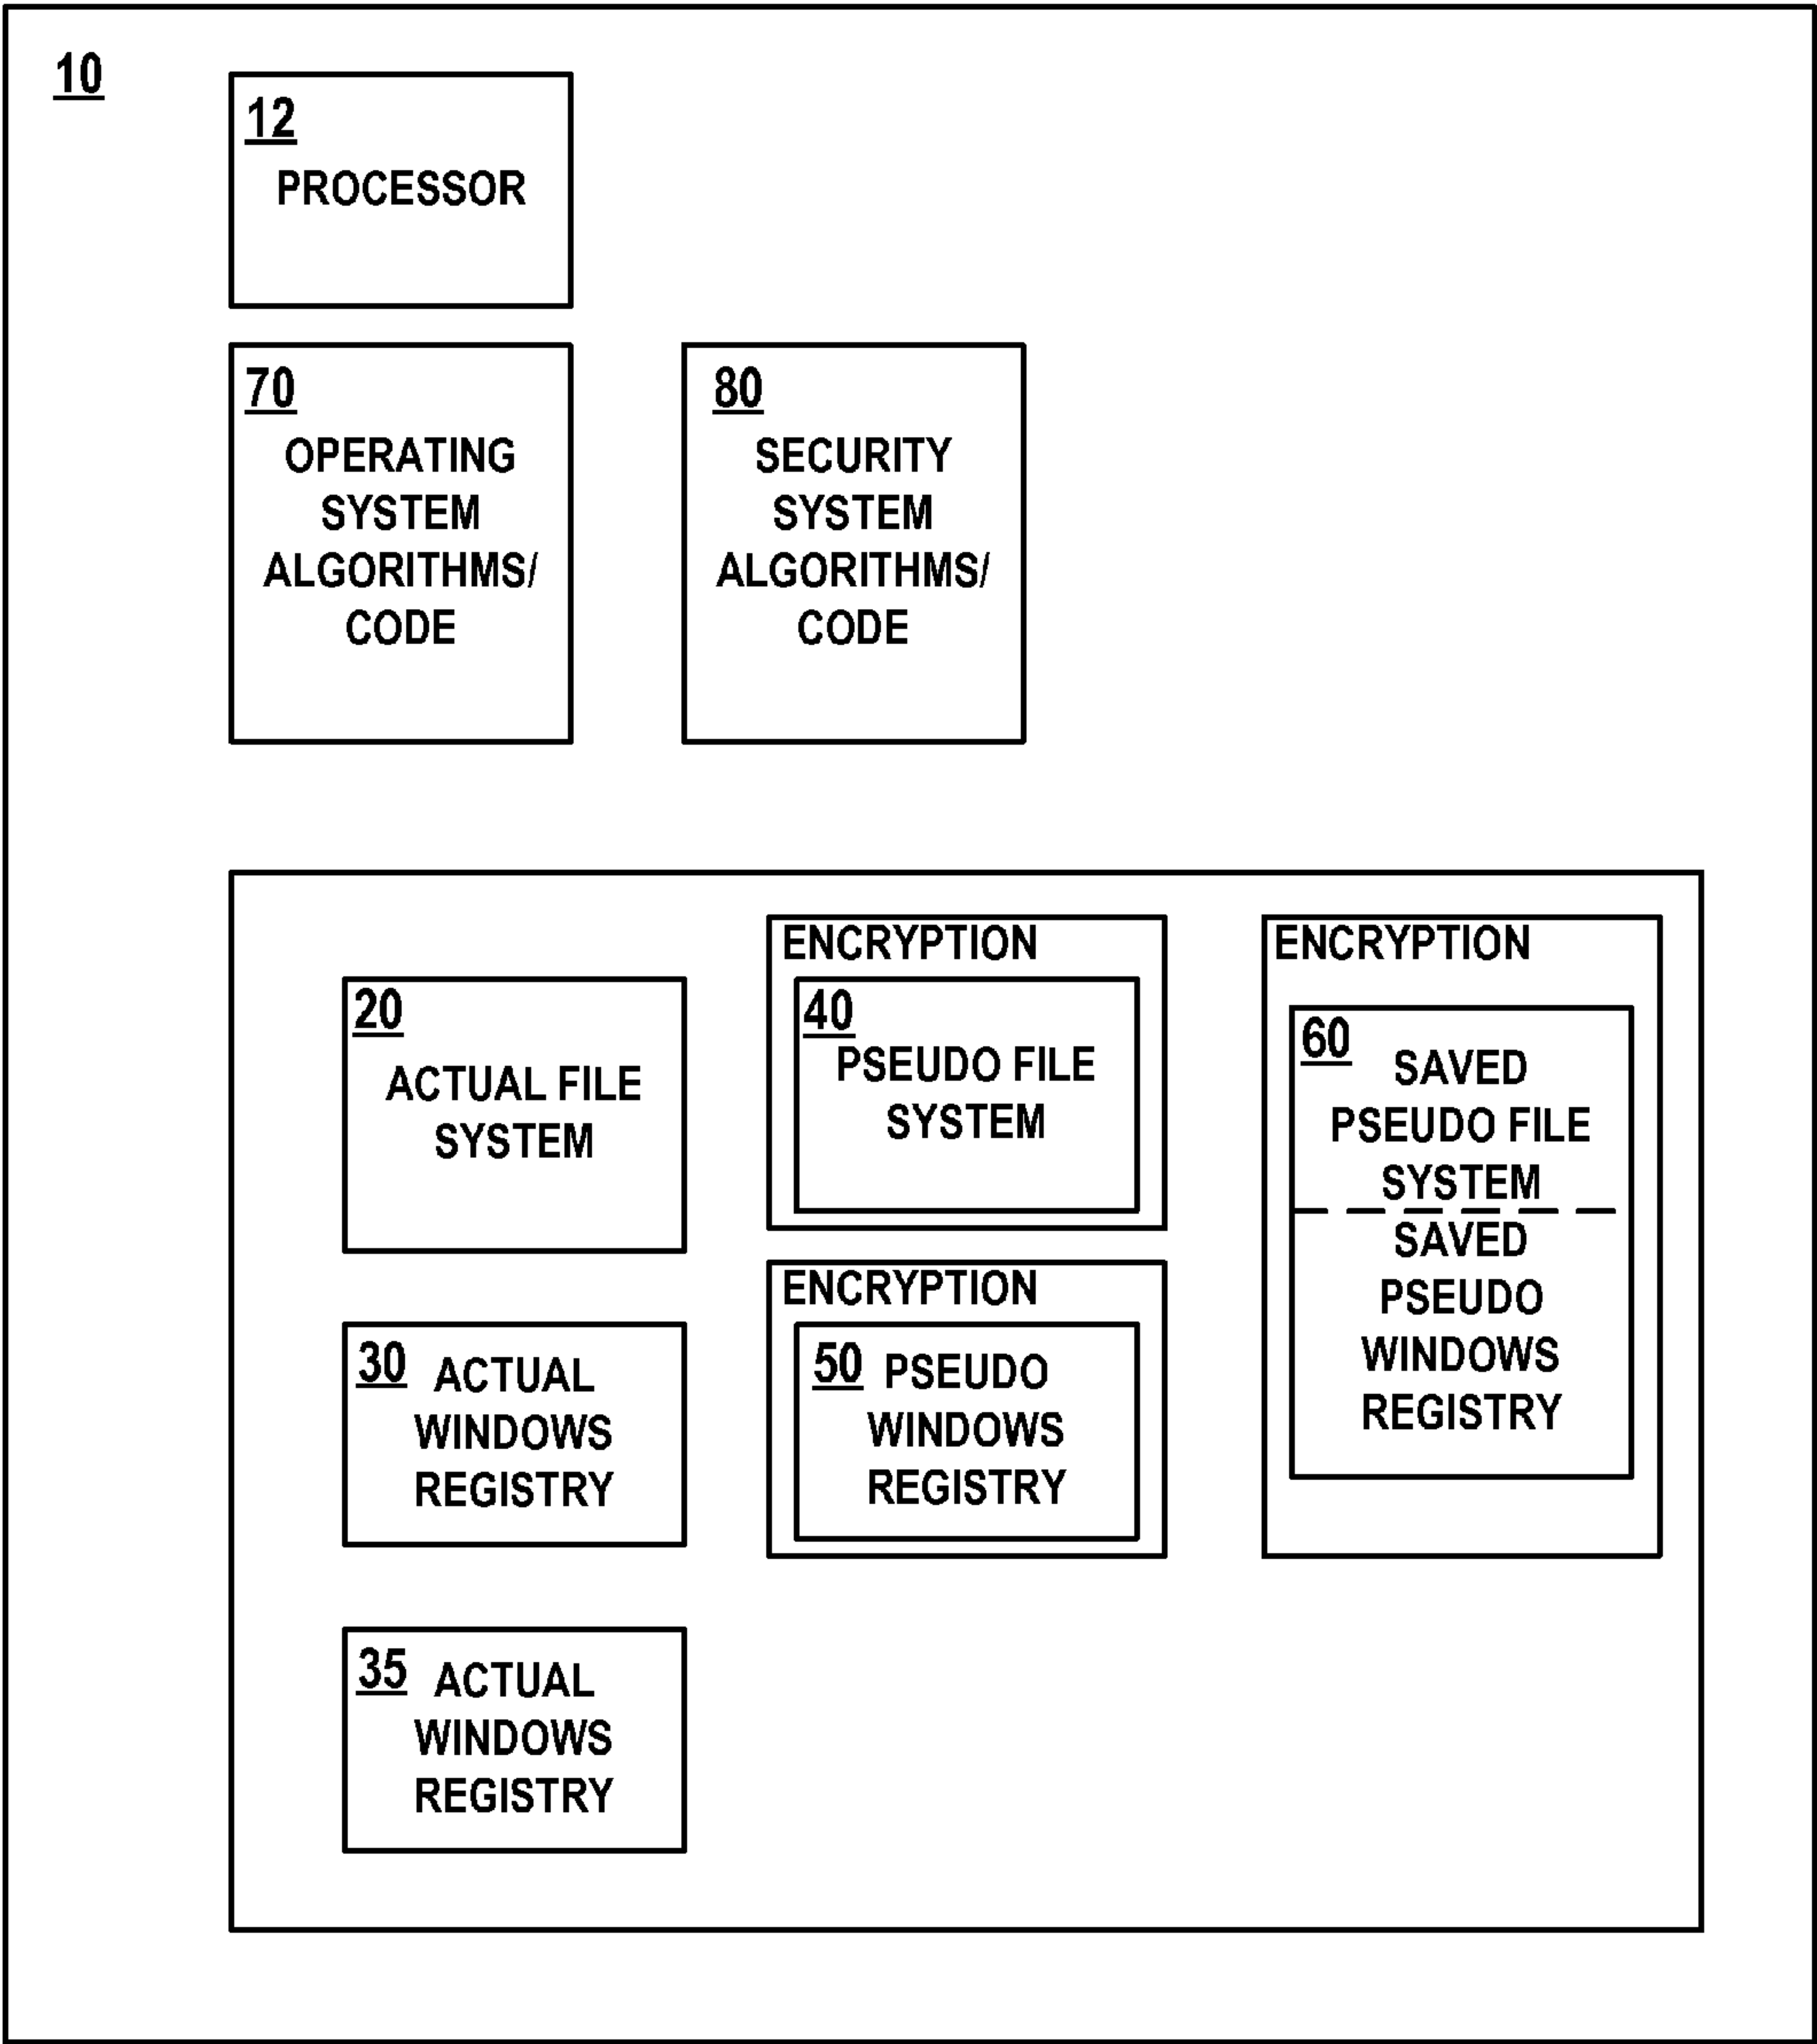 10
12
PROCESSOR
70
OPERATING
SYSTEM
ALGORITHMS/
CODE
80
SECURITY
SYSTEM
ALGORITHMS/
CODE
20
ACTUAL FILE
SYSTEM
ENCRYPTION
40
PSEUDO FILE
SYSTEM
ENCRYPTION
60
SAVED
PSEUDO FILE
SYSTEM
SAVED
PSEUDO
WINDOWS
REGISTRY
30
ACTUAL
WINDOWS
REGISTRY
ENCRYPTION
50
PSEUDO
WINDOWS
REGISTRY
35
ACTUAL
WINDOWS
REGISTRY